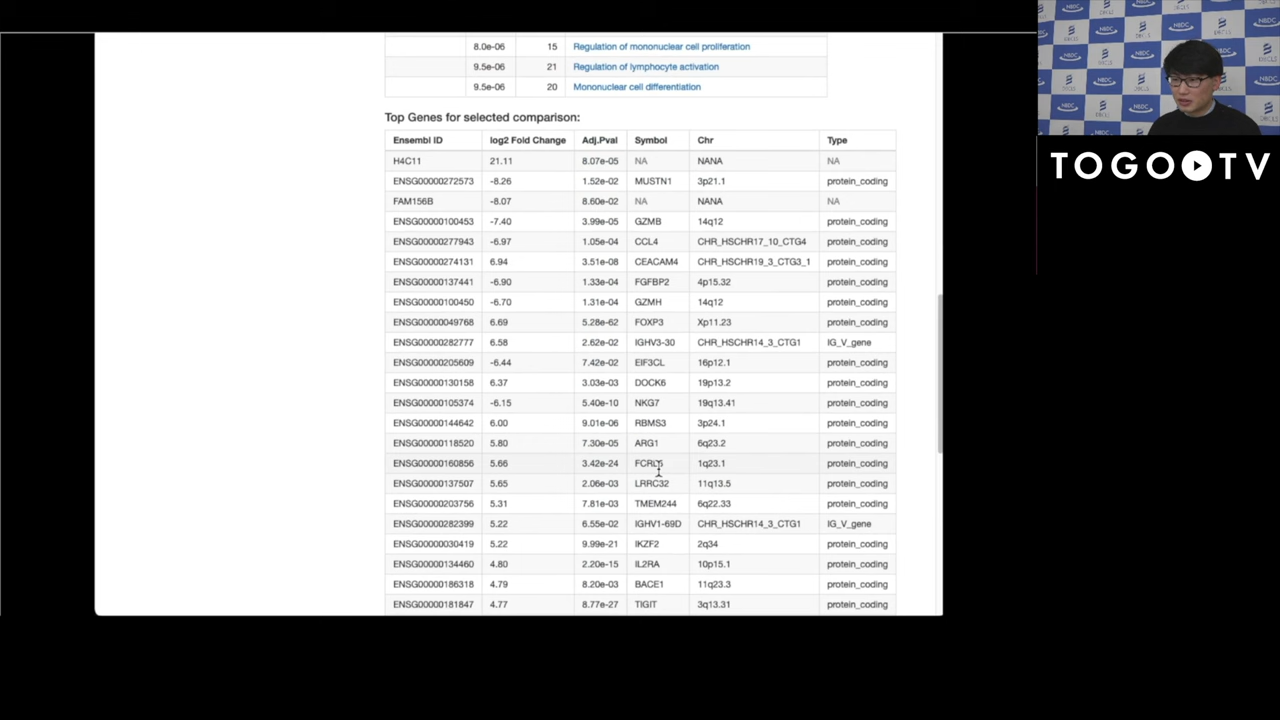 8.0e-06 15 Regulation of mononuclear cell proliferation
9.5e-06 21 Regulation of lymphocyte activation
9.5e-06 20 Mononuclear cell differentiation
Top Genes for selected comparison:
Ensembl ID log2 Fold Change Adj.Pval Symbol Chr Type
H4C11 21.11 8.07e-05 NA NANA NA
ENSG00000272573 -8.26 1.52e-02 MUSTN1 3p21.1 protein_coding
FAM156B -8.07 8.60e-02 NA NANA NA
ENSG00000100453 -7.40 3.99e-05 GZMB 14q12 protein_coding
ENSG00000277943 -6.97 1.05e-04 CCL4 CHR_HSCHR17_10_CTG4 protein_coding
ENSG00000274131 6.94 3.51e-08 CEACAM4 CHR_HSCHR19_3_CTG3_1 protein_coding
ENSG00000137441 -6.90 1.33e-04 FGFBP2 4p15.32 protein_coding
ENSG00000100450 -6.70 1.31e-04 GZMH 14q12 protein_coding
ENSG00000049768 6.69 5.28e-62 FOXP3 Xp11.23 protein_coding
ENSG00000282777 6.58 2.62e-02 IGHV3-30 CHR_HSCHR14_3_CTG1 IG_V_gene
ENSG00000205609 -6.44 7.42e-02 EIF3CL 16p12.1 protein_coding
ENSG00000130158 6.37 3.03e-03 DOCK6 19p13.2 protein_coding
ENSG00000105374 -6.15 5.40e-10 NKG7 19q13.41 protein_coding
ENSG00000144642 6.00 9.01e-06 RBMS3 3p24.1 protein_coding
ENSG00000118520 5.80 7.30e-05 ARG1 6q23.2 protein_coding
ENSG00000160856 5.66 3.42e-24 1q23.1 protein_coding
ENSG00000137507 5.65 2.06e-03 LRRC32 11q13.5 protein_coding
ENSG00000203756 5.31 7.81e-03 TMEM244 6q22.33 protein_coding
ENSG00000282399 5.22 6.55e-02 IGHV1-69D CHR_HSCHR14_3_CTG1 IG_V_gene
ENSG00000030419 5.22 9.99e-21 IKZF2 2q34 protein_coding
ENSG00000134460 4.80 2.20e-15 IL2RA 10p15.1 protein_coding
ENSG00000186318 4.79 8.20e-03 BACE1 11q23.3 protein_coding
ENSG00000181847 4.77 8.77e-27 TIGIT 3q13.31 protein_coding
NBDC
DBCLS
TOGO TV